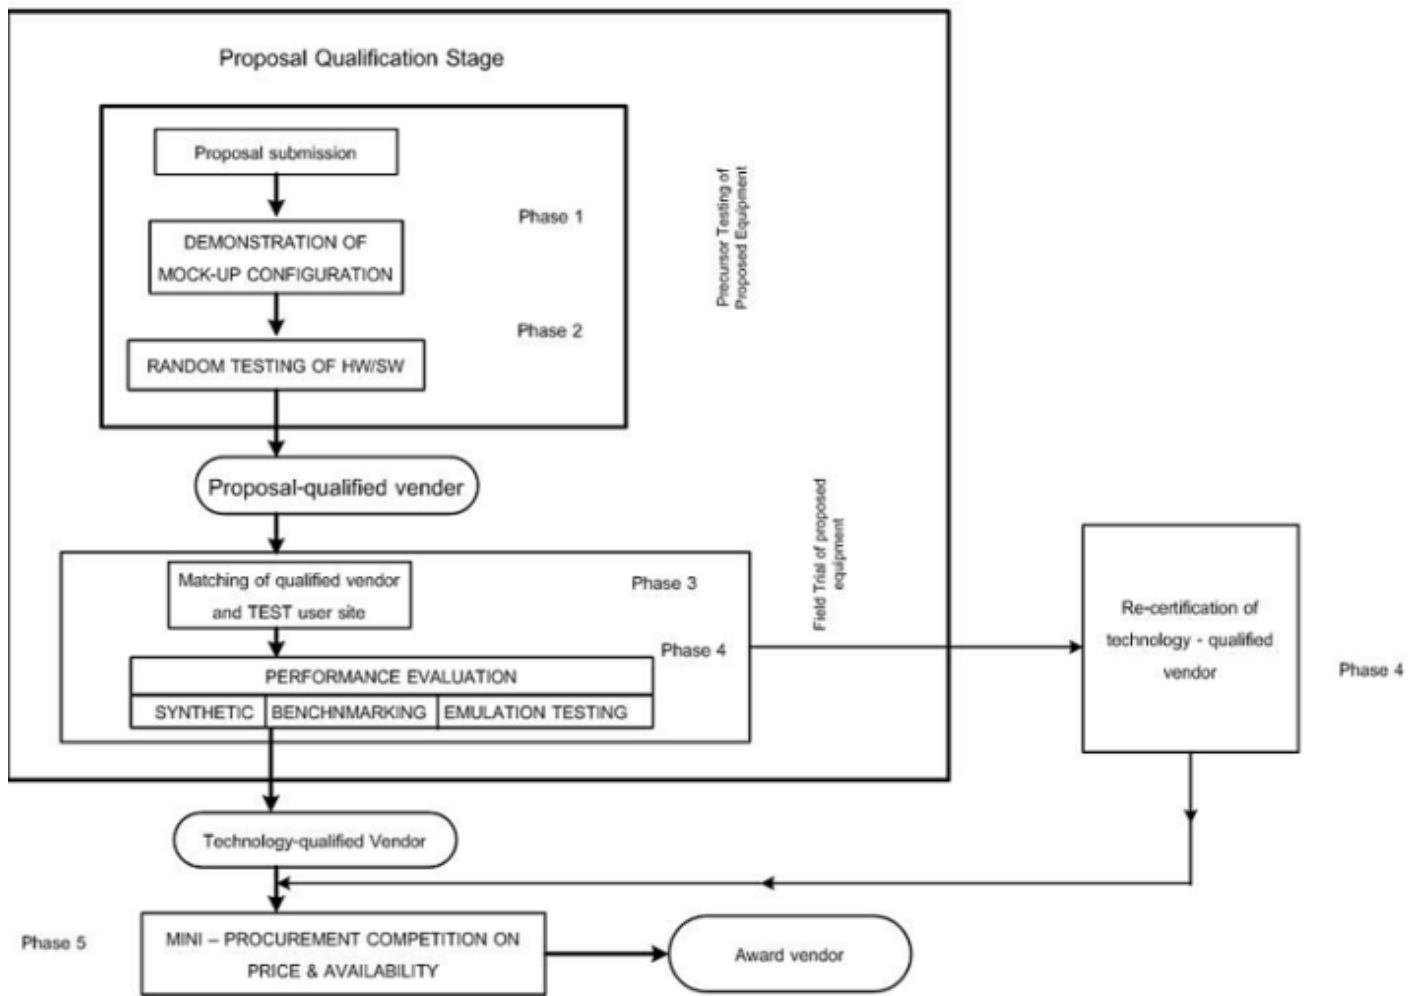 Proposal Qualification Stage
Proposal submission
Phase 1
DEMONSTRATION OF
MOCK-UP CONFIGURATION
Precursor Testing of
Proposed Equipment
Phase 2
RANDOM TESTING OF HW/SW
Proposal-qualified vender
Field Trial of proposed
equipment
Matching of qualified vendor
and TEST user site
Phase 3
Phase 4
PERFORMANCE EVALUATION
SYNTHETIC
BENCHNMARKING
EMULATION TESTING
Re-certification of
technology - qualified
vendor
Phase 4
Technology-qualified Vendor
Phase 5
MINI – PROCUREMENT COMPETITION ON
PRICE & AVAILABILITY
Award vendor